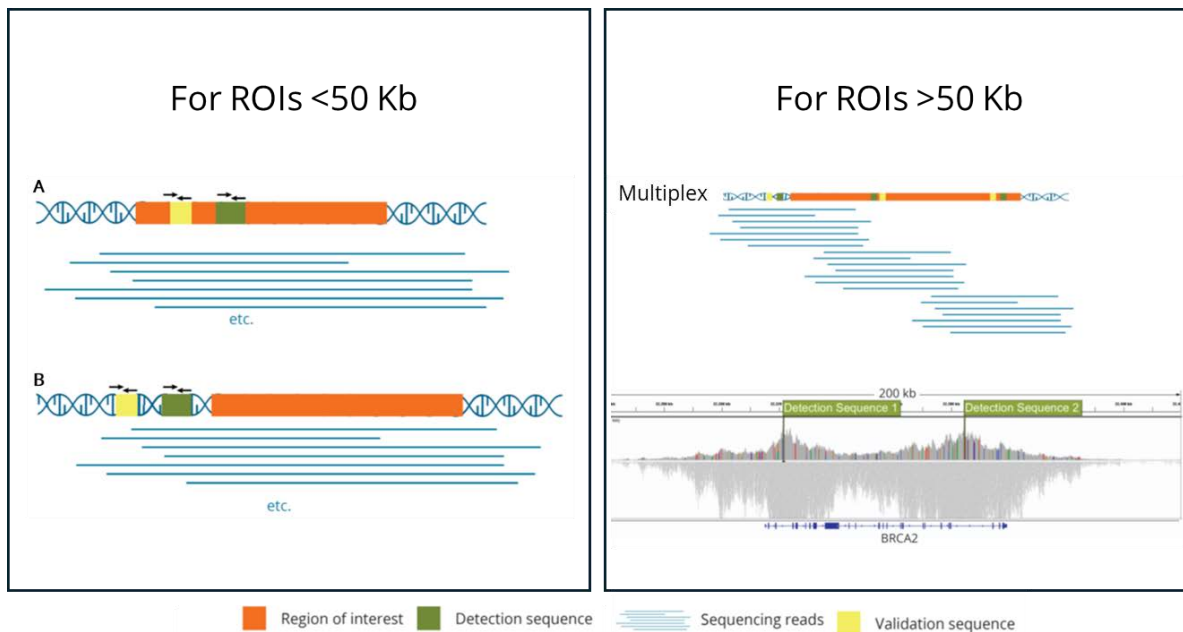 For ROIs <50 Kb
A
etc.
B
etc.
For ROIs >50 Kb
Multiplex
200 kb
Detection Sequence 1
Detection Sequence 2
BRCA2
Region of interest
Detection sequence
Sequencing reads
Validation sequence